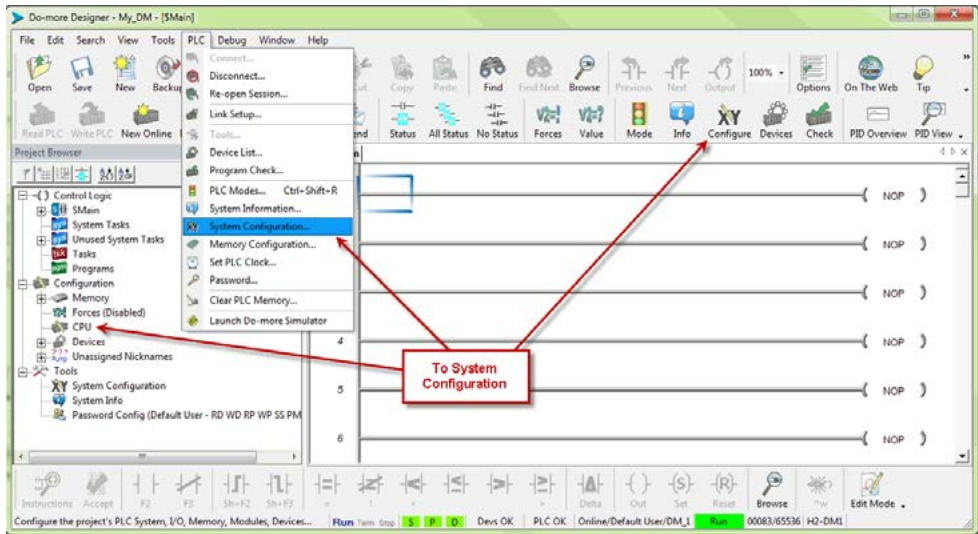 Do-more Designer - My_DM - [$Main]
File Edit Search View Tools PLC Debug Window Help
Open Save New Backup Cut Copy Paste Find Find Next Browse Previous Next Output 100% Options On The Web Tip
Read PLC Write PLC New Online Status All Status No Status Forces Value Mode Info Configure Devices Check PID Overview PID View
Connect...
Disconnect...
Re-open Session...
Link Setup...
Tools...
Device List...
Program Check...
PLC Modes... Ctrl+Shift+R
System Information...
System Configuration...
Memory Configuration...
Set PLC Clock...
Password...
Clear PLC Memory...
Launch Do-more Simulator
Project Browser
Control Logic
$Main
System Tasks
Unused System Tasks
Tasks
Programs
Configuration
Memory
Forces (Disabled)
CPU
Devices
Unassigned Nicknames
Tools
System Configuration
System Info
Password Config (Default User - RD WD RP WP SS PM
NOP
NOP
NOP
4 NOP
5 NOP
6 NOP
To System
Configuration
Instructions Accept F2 F3 Sh+F2 Sh+F3 Delta Out Set Reset Browse ^w Edit Mode
Configure the project's PLC System, I/O, Memory, Modules, Devices... Run Term Stop S P D Devs OK PLC OK Online/Default User/DM_1 Run 00083/65536 H2-DM1